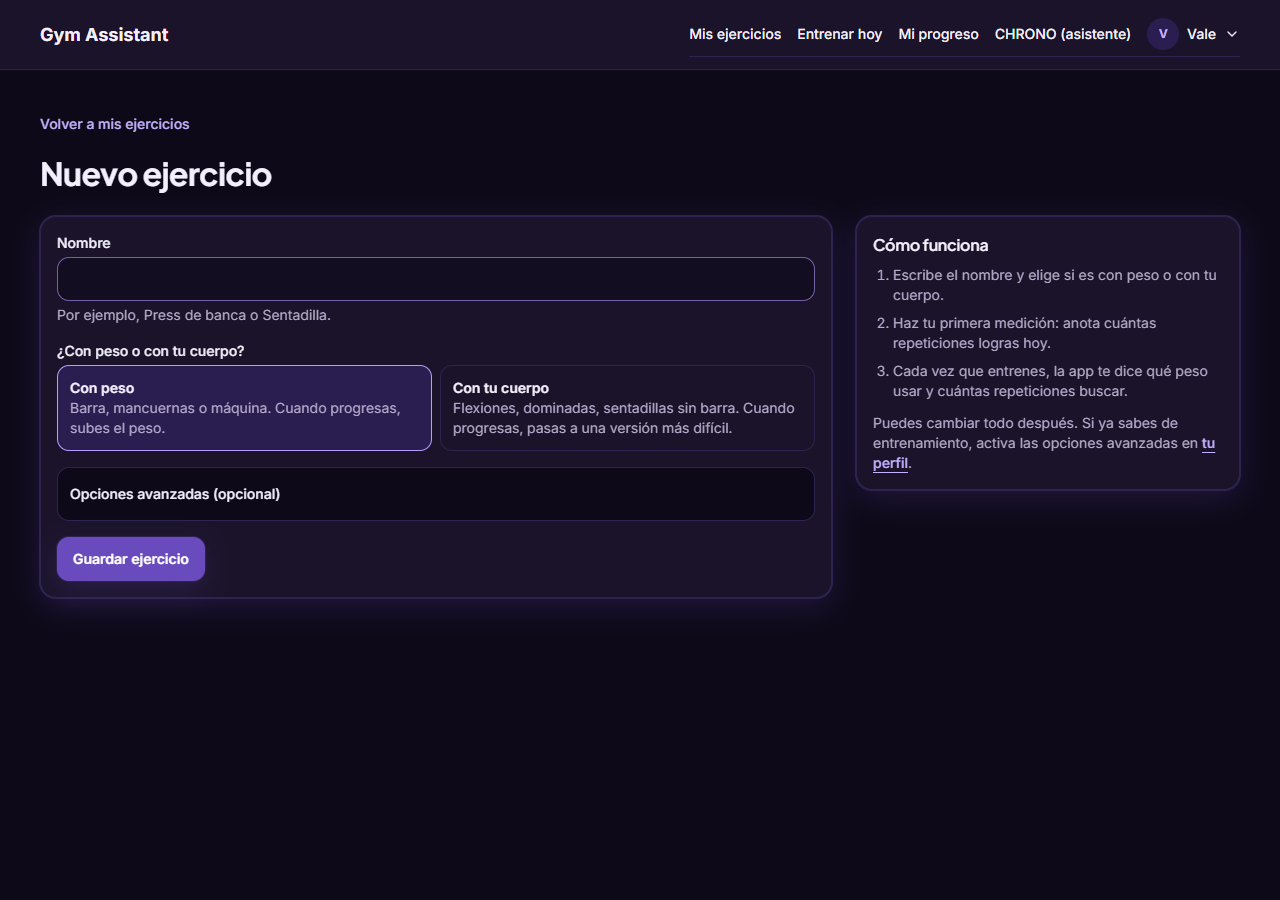 Gym Assistant
Mis ejercicios
Entrenar hoy
Mi progreso
CHRONO (asistente)
V
Vale
Volver a mis ejercicios
Nuevo ejercicio
Nombre
Por ejemplo, Press de banca o Sentadilla.
¿Con peso o con tu cuerpo?
Con peso
Barra, mancuernas o máquina. Cuando progresas,
subes el peso.
Con tu cuerpo
Flexiones, dominadas, sentadillas sin barra. Cuando
progresas, pasas a una versión más difícil.
Opciones avanzadas (opcional)
Guardar ejercicio
Cómo funciona
1. Escribe el nombre y elige si es con peso o con tu
cuerpo.
2. Haz tu primera medición: anota cuántas
repeticiones logras hoy.
3. Cada vez que entrenes, la app te dice qué peso
usar y cuántas repeticiones buscar.
Puedes cambiar todo después. Si ya sabes de
entrenamiento, activa las opciones avanzadas en tu
perfil.